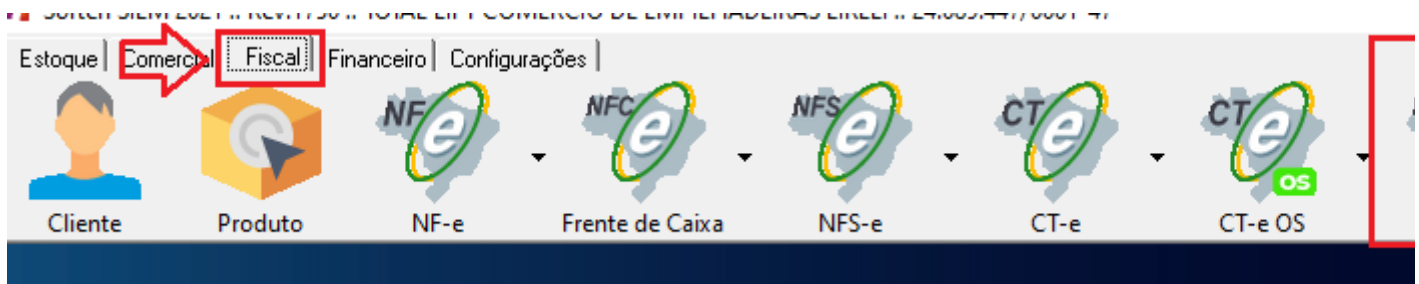 Estoque Comercial Fiscal Financeiro Configurações
NF e NFC e NFS e CT e CT e os
Cliente Produto NF-e Frente de Caixa NFS-e CT-e CT-e OS